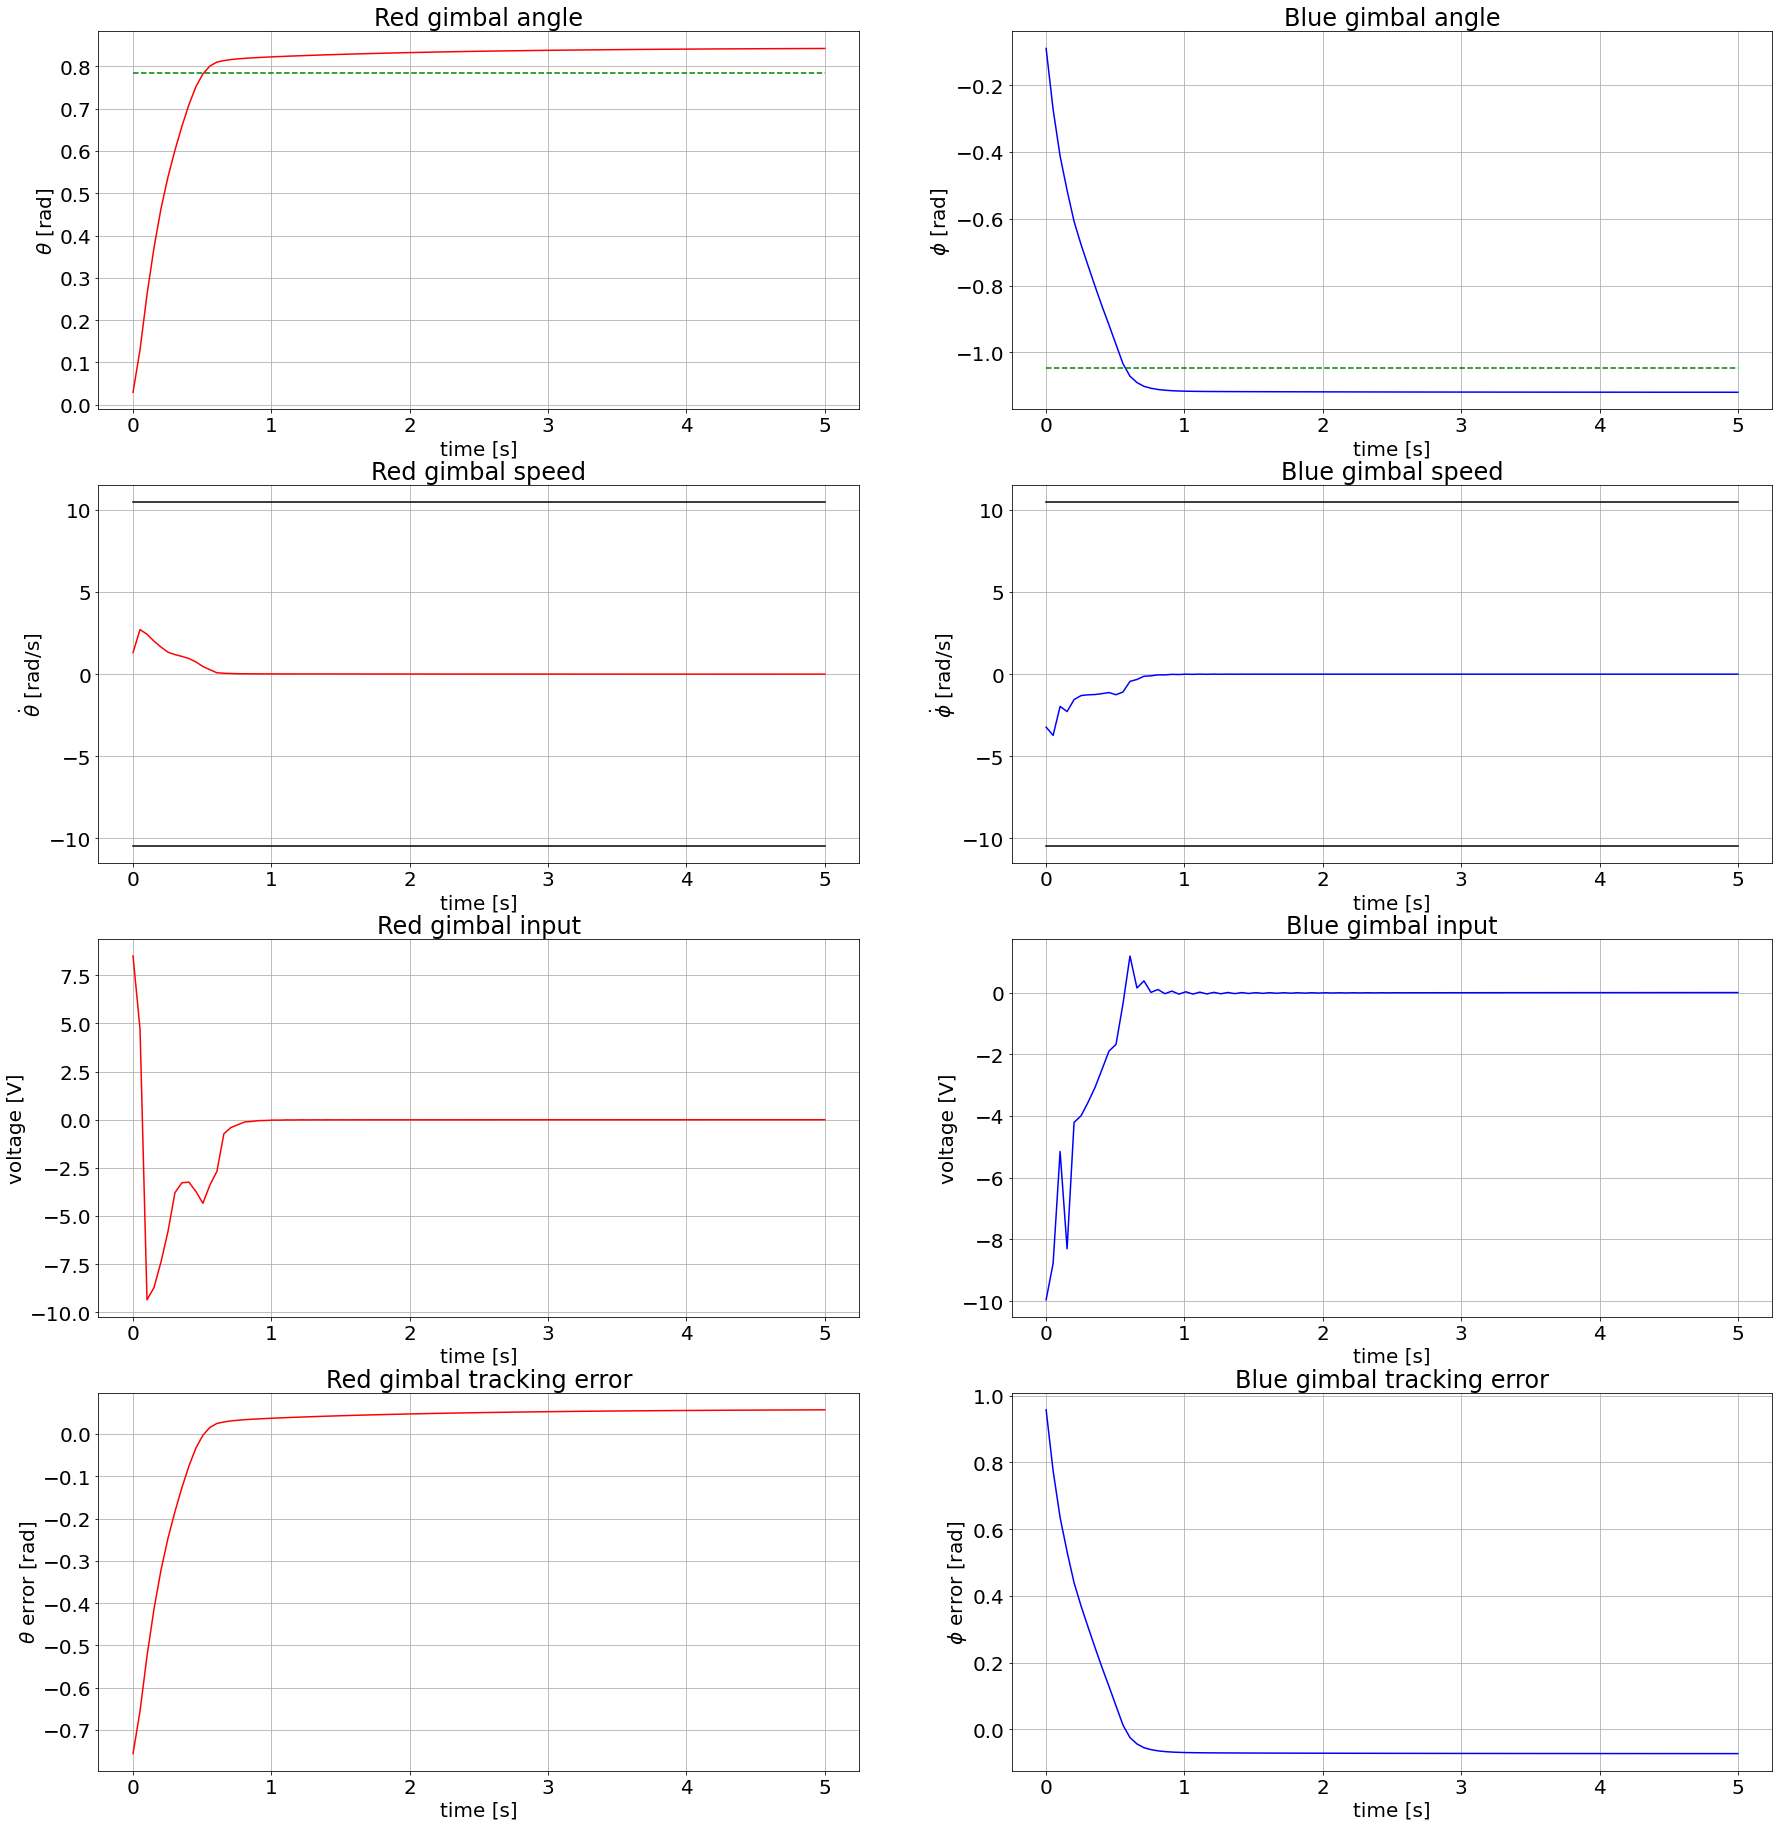 Red gimbal angle
θ [rad]
0.8
0.7
0.6
0.5
0.4
0.3
0.2
0.1
0.0
0 1 2 3 4 5
time [s]
Blue gimbal angle
ϕ [rad]
−0.2
−0.4
−0.6
−0.8
−1.0
0 1 2 3 4 5
time [s]
Red gimbal speed
θ̇ [rad/s]
10
5
0
−5
−10
0 1 2 3 4 5
time [s]
Blue gimbal speed
ϕ̇ [rad/s]
10
5
0
−5
−10
0 1 2 3 4 5
time [s]
Red gimbal input
voltage [V]
7.5
5.0
2.5
0.0
−2.5
−5.0
−7.5
−10.0
0 1 2 3 4 5
time [s]
Blue gimbal input
voltage [V]
0
−2
−4
−6
−8
−10
0 1 2 3 4 5
time [s]
Red gimbal tracking error
θ error [rad]
0.0
−0.1
−0.2
−0.3
−0.4
−0.5
−0.6
−0.7
0 1 2 3 4 5
time [s]
Blue gimbal tracking error
ϕ error [rad]
1.0
0.8
0.6
0.4
0.2
0.0
0 1 2 3 4 5
time [s]